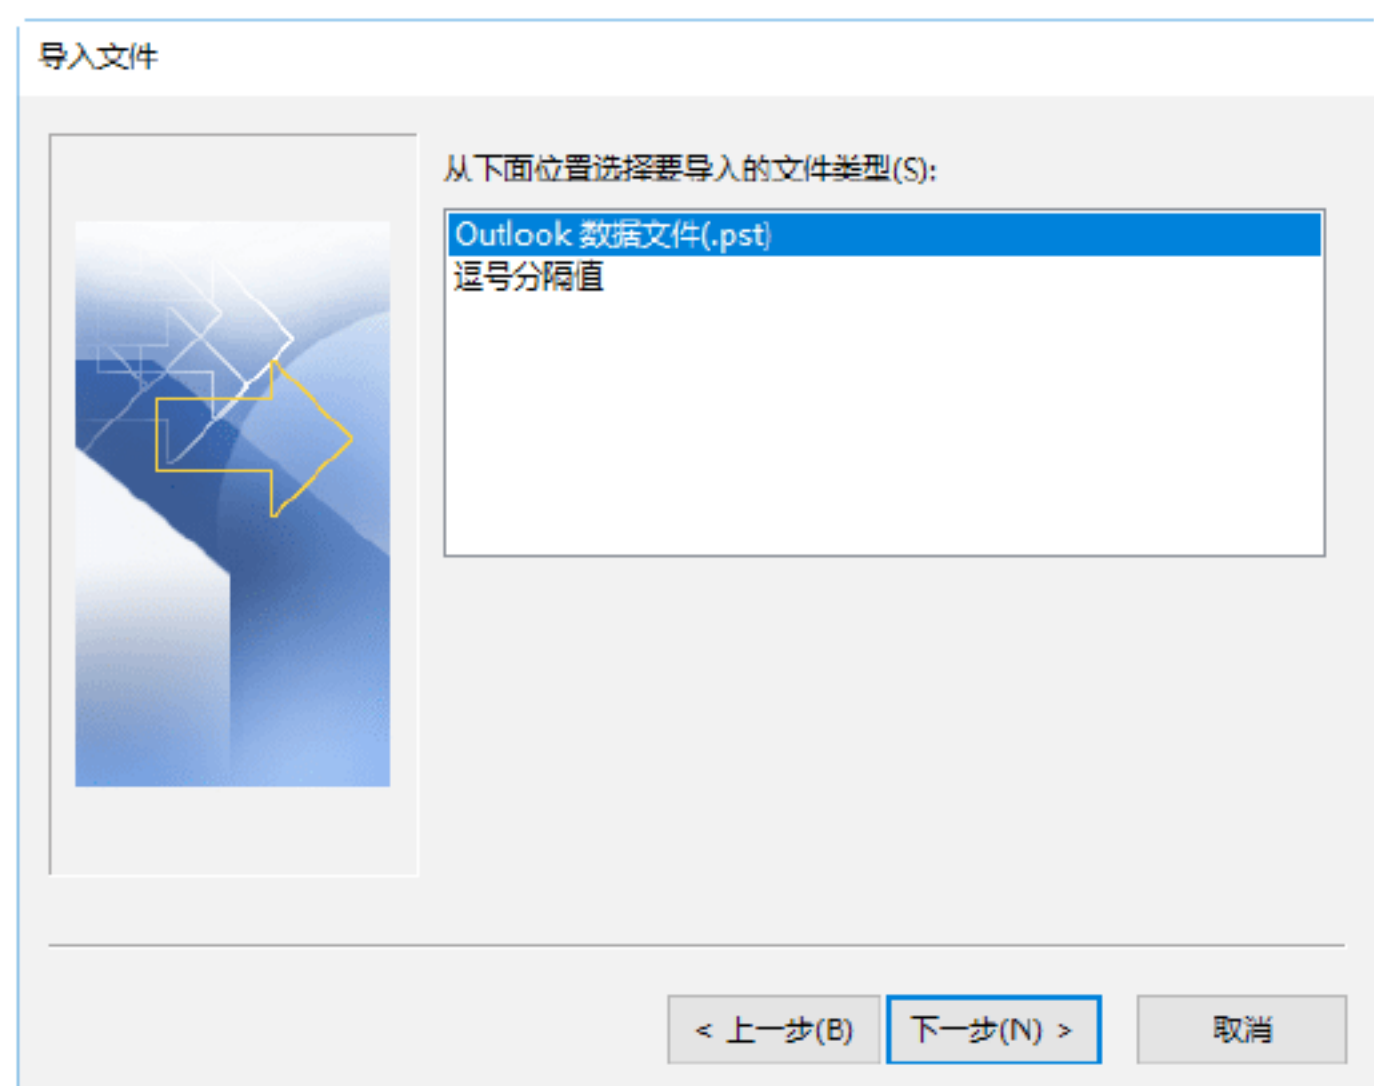 导入文件
从下面位置选择要导入的文件类型(S):
Outlook 数据文件(.pst)
逗号分隔值
< 上一步(B)
下一步(N) >
取消